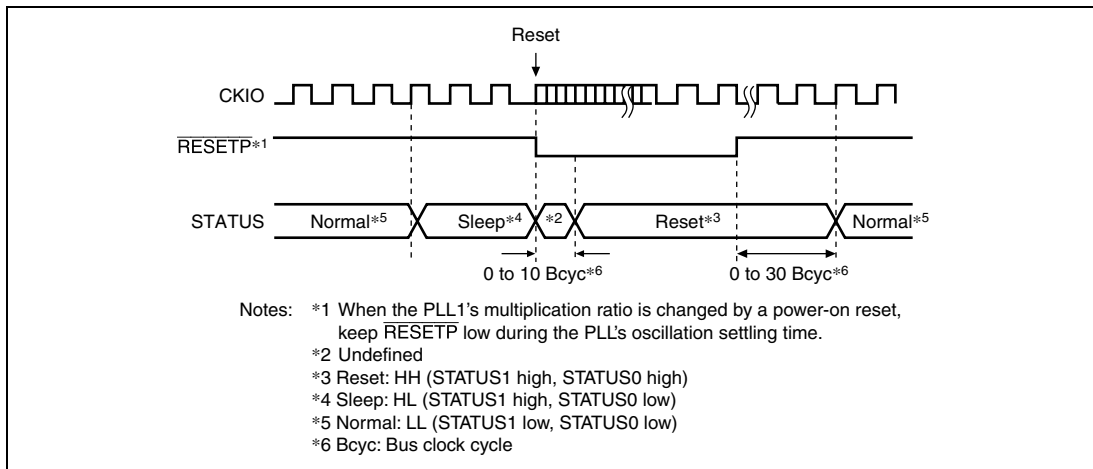 Reset
CKIO
RESETP*1
STATUS
Normal*5
Sleep*4
*2
Reset*3
Normal*5
0 to 10 Bcyc*6
0 to 30 Bcyc*6
Notes: *1 When the PLL1's multiplication ratio is changed by a power-on reset,
keep RESETP low during the PLL's oscillation settling time.
*2 Undefined
*3 Reset: HH (STATUS1 high, STATUS0 high)
*4 Sleep: HL (STATUS1 high, STATUS0 low)
*5 Normal: LL (STATUS1 low, STATUS0 low)
*6 Bcyc: Bus clock cycle